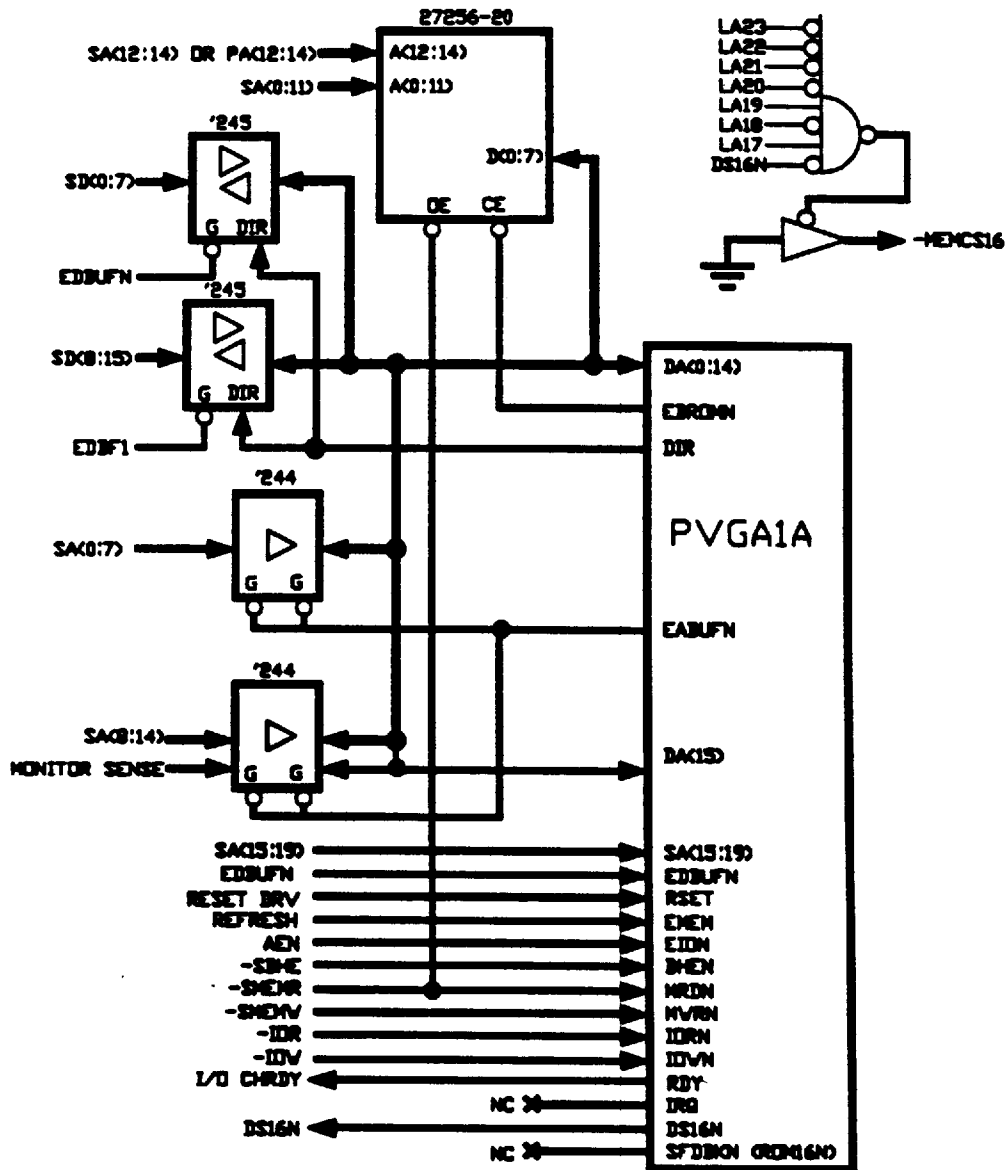 27256-20
SA(12:14) OR PA(12:14)
A(12:14)
SA(0:11)
A(0:11)
D(0:7)
OE
CE
LA23
LA22
LA21
LA20
LA19
LA18
LA17
DS16N
-MEMCS16
'245
SD(0:7)
G DIR
EDBUFN
'245
SD(8:15)
G DIR
EDBF1
'244
SA(0:7)
G G
'244
SA(8:14)
MONITOR SENSE
G G
DA(0:14)
EBROMN
DIR
PVGA1A
EABUFN
DA(15)
SA(15:19) SA(15:19)
EDBUFN EDBUFN
RESET DRV RSET
REFRESH EMEM
AEN EION
-SBHE BHEN
-SMEMR MRDN
-SMEMW MWRN
-IOR IORN
-IOW IOWN
I/O CHRDY RDY
NC IRQ
DS16N DS16N
NC SFDBKN (ROM16N)